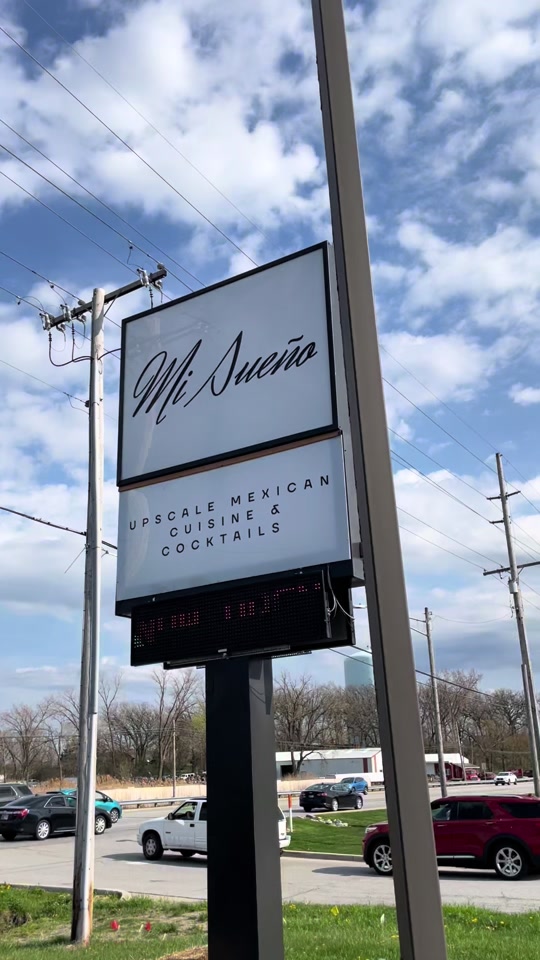 Mi Sueño
UPSCALE MEXICAN
CUISINE &
COCKTAILS